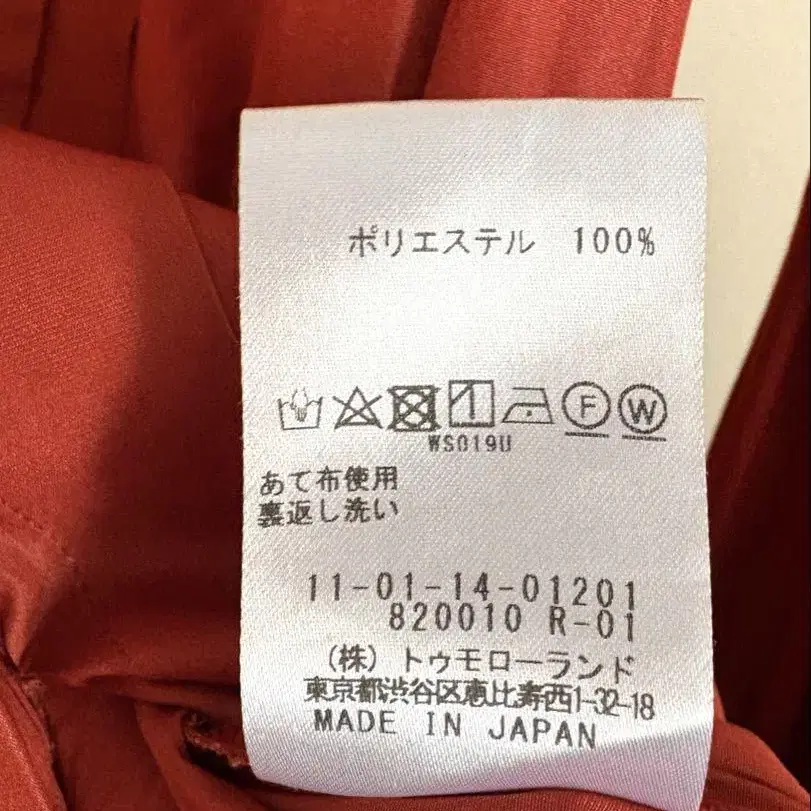 ポリエステル 100%
F W
WS019U
あて布使用
裏返し洗い
11-01-14-01201
820010 R-01
(株) トゥモローランド
東京都渋谷区恵比寿西1-32-18
MADE IN JAPAN